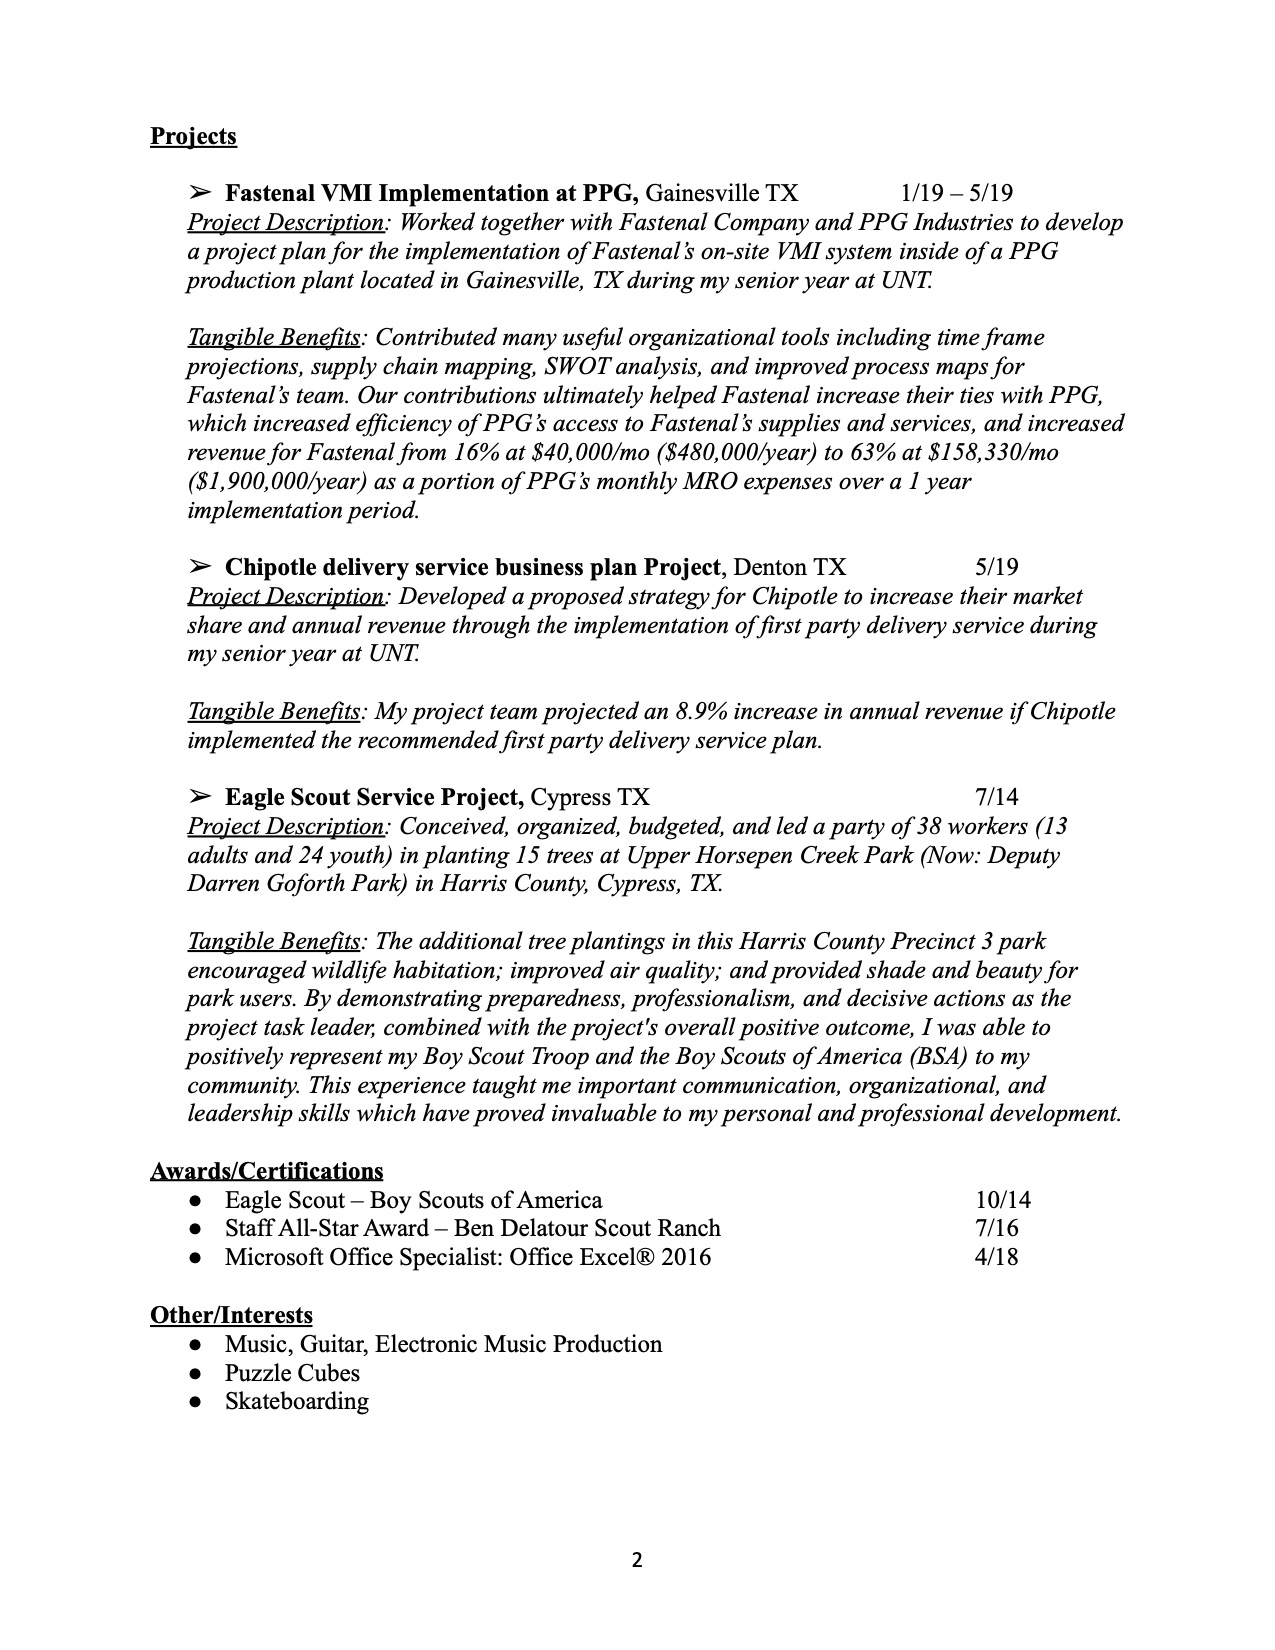 Projects
➢ Fastenal VMI Implementation at PPG, Gainesville TX 1/19 – 5/19
Project Description: Worked together with Fastenal Company and PPG Industries to develop
a project plan for the implementation of Fastenal’s on-site VMI system inside of a PPG
production plant located in Gainesville, TX during my senior year at UNT.
Tangible Benefits: Contributed many useful organizational tools including time frame
projections, supply chain mapping, SWOT analysis, and improved process maps for
Fastenal’s team. Our contributions ultimately helped Fastenal increase their ties with PPG,
which increased efficiency of PPG’s access to Fastenal’s supplies and services, and increased
revenue for Fastenal from 16% at $40,000/mo ($480,000/year) to 63% at $158,330/mo
($1,900,000/year) as a portion of PPG’s monthly MRO expenses over a 1 year
implementation period.
➢ Chipotle delivery service business plan Project, Denton TX 5/19
Project Description: Developed a proposed strategy for Chipotle to increase their market
share and annual revenue through the implementation of first party delivery service during
my senior year at UNT.
Tangible Benefits: My project team projected an 8.9% increase in annual revenue if Chipotle
implemented the recommended first party delivery service plan.
➢ Eagle Scout Service Project, Cypress TX 7/14
Project Description: Conceived, organized, budgeted, and led a party of 38 workers (13
adults and 24 youth) in planting 15 trees at Upper Horsepen Creek Park (Now: Deputy
Darren Goforth Park) in Harris County, Cypress, TX.
Tangible Benefits: The additional tree plantings in this Harris County Precinct 3 park
encouraged wildlife habitation; improved air quality; and provided shade and beauty for
park users. By demonstrating preparedness, professionalism, and decisive actions as the
project task leader, combined with the project's overall positive outcome, I was able to
positively represent my Boy Scout Troop and the Boy Scouts of America (BSA) to my
community. This experience taught me important communication, organizational, and
leadership skills which have proved invaluable to my personal and professional development.
Awards/Certifications
● Eagle Scout – Boy Scouts of America 10/14
● Staff All-Star Award – Ben Delatour Scout Ranch 7/16
● Microsoft Office Specialist: Office Excel® 2016 4/18
Other/Interests
● Music, Guitar, Electronic Music Production
● Puzzle Cubes
● Skateboarding
2